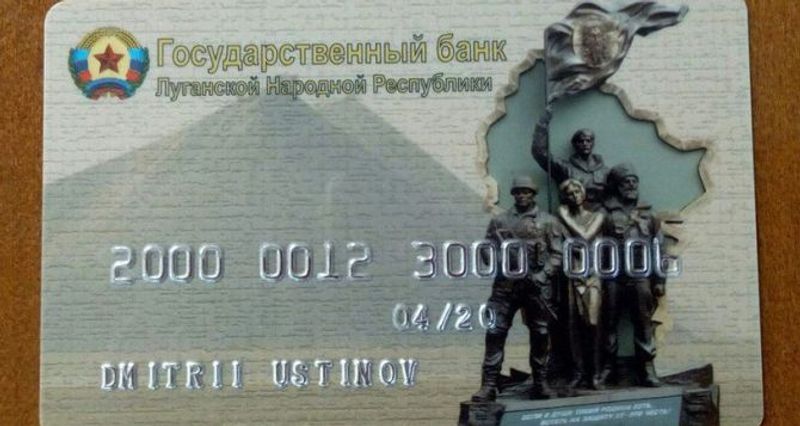 Государственный банк
Луганской Народной Республики
2000 0012 3000 0006
04/20
DMITRII USTINOV